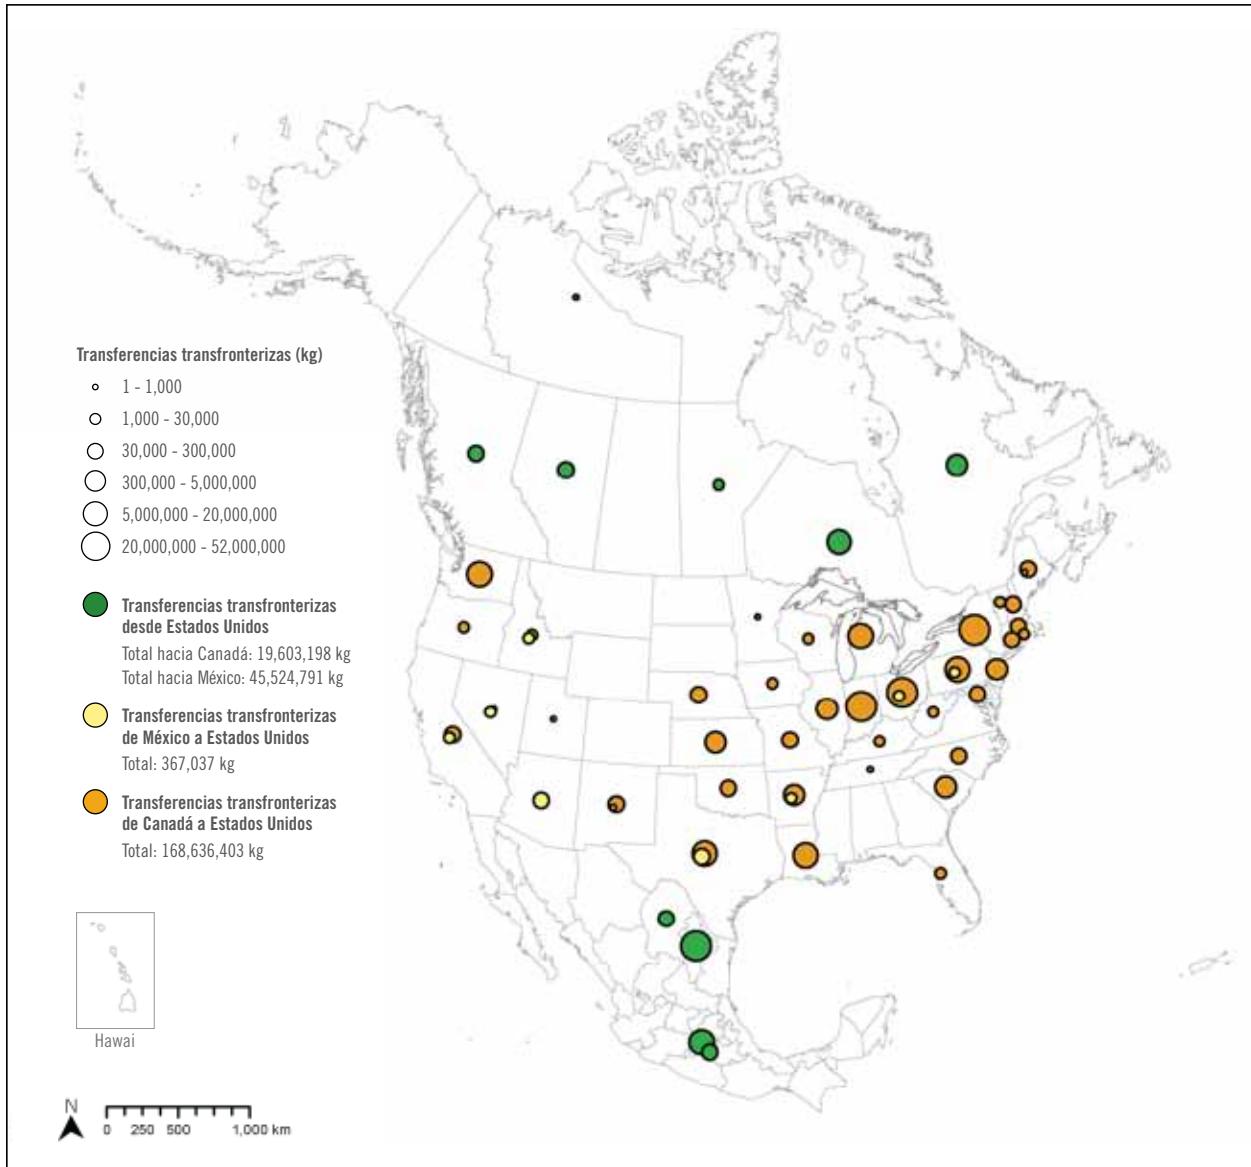 Transferencias transfronterizas (kg)
1 - 1,000
1,000 - 30,000
30,000 - 300,000
300,000 - 5,000,000
5,000,000 - 20,000,000
20,000,000 - 52,000,000
Transferencias transfronterizas
desde Estados Unidos
Total hacia Canadá: 19,603,198 kg
Total hacia México: 45,524,791 kg
Transferencias transfronterizas
de México a Estados Unidos
Total: 367,037 kg
Transferencias transfronterizas
de Canadá a Estados Unidos
Total: 168,636,403 kg
Hawai
N
0 250 500 1,000 km